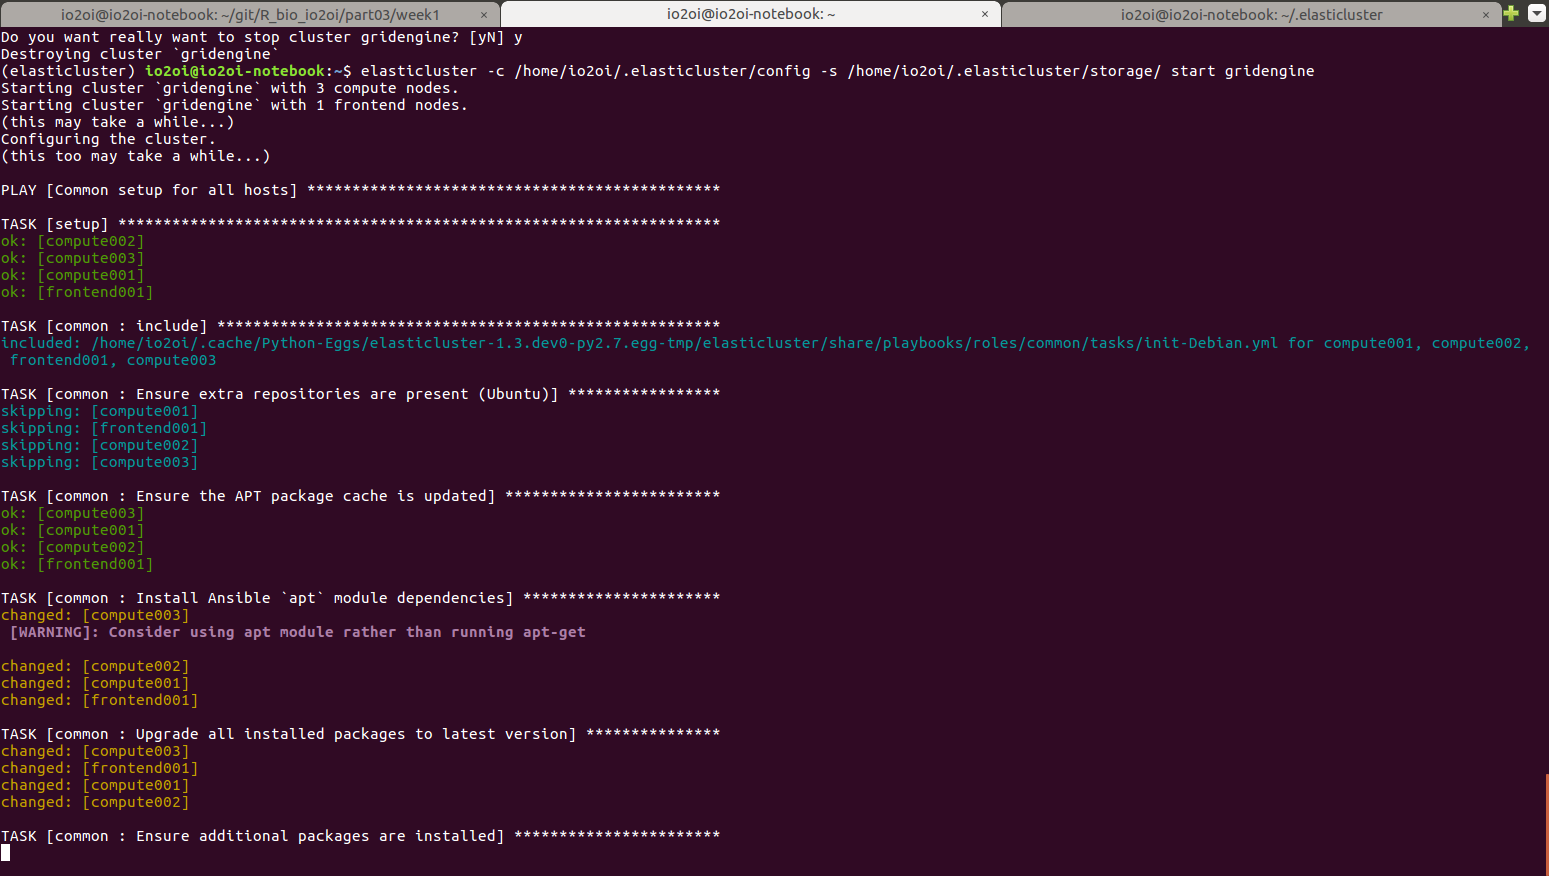 io2oi@io2oi-notebook: ~/git/R_bio_io2oi/part03/week1 ×
io2oi@io2oi-notebook: ~ ×
io2oi@io2oi-notebook: ~/.elasticluster ×
Do you want really want to stop cluster gridengine? [yN] y
Destroying cluster `gridengine`
(elasticluster) io2oi@io2oi-notebook:~$ elasticluster -c /home/io2oi/.elasticluster/config -s /home/io2oi/.elasticluster/storage/ start gridengine
Starting cluster `gridengine` with 3 compute nodes.
Starting cluster `gridengine` with 1 frontend nodes.
(this may take a while...)
Configuring the cluster.
(this too may take a while...)
PLAY [Common setup for all hosts] **********************************************
TASK [setup] *******************************************************************
ok: [compute002]
ok: [compute003]
ok: [compute001]
ok: [frontend001]
TASK [common : include] ********************************************************
included: /home/io2oi/.cache/Python-Eggs/elasticluster-1.3.dev0-py2.7.egg-tmp/elasticluster/share/playbooks/roles/common/tasks/init-Debian.yml for compute001, compute002,
frontend001, compute003
TASK [common : Ensure extra repositories are present (Ubuntu)] *****************
skipping: [compute001]
skipping: [frontend001]
skipping: [compute002]
skipping: [compute003]
TASK [common : Ensure the APT package cache is updated] ************************
ok: [compute003]
ok: [compute001]
ok: [compute002]
ok: [frontend001]
TASK [common : Install Ansible `apt` module dependencies] **********************
changed: [compute003]
[WARNING]: Consider using apt module rather than running apt-get
changed: [compute002]
changed: [compute001]
changed: [frontend001]
TASK [common : Upgrade all installed packages to latest version] ***************
changed: [compute003]
changed: [frontend001]
changed: [compute001]
changed: [compute002]
TASK [common : Ensure additional packages are installed] ***********************